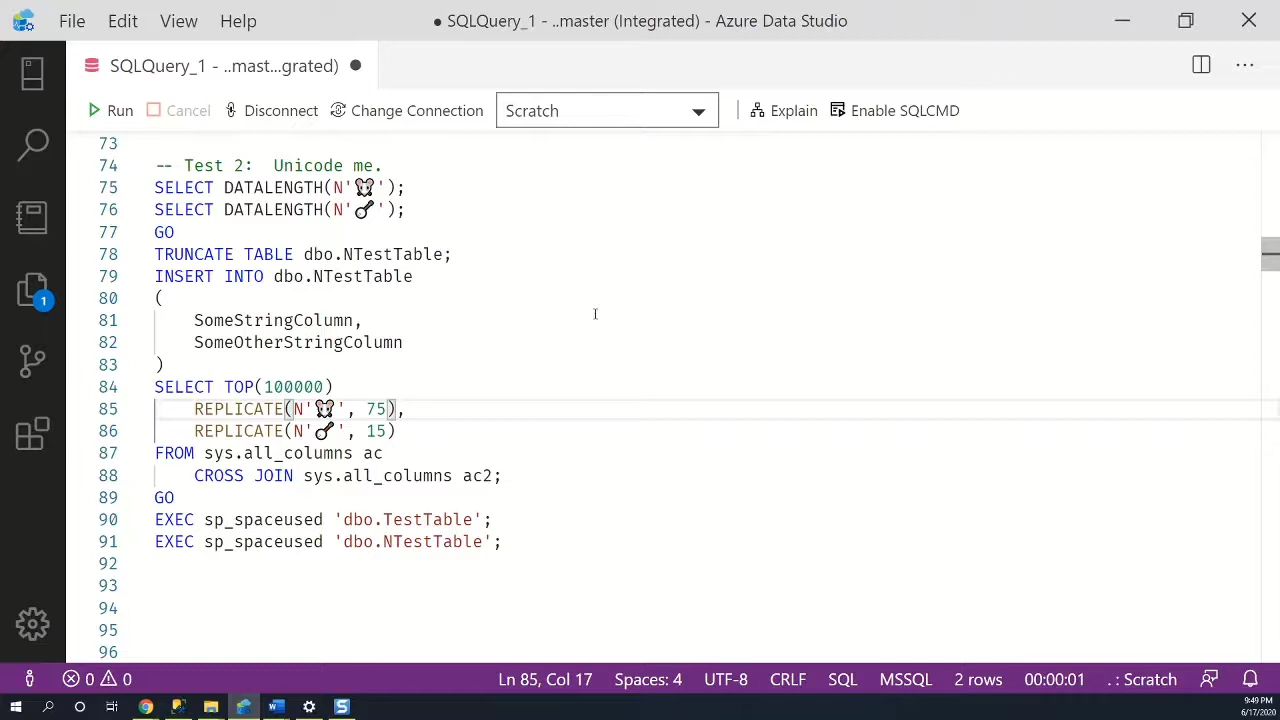 File Edit View Help ● SQLQuery_1 - ..master (Integrated) - Azure Data Studio
SQLQuery_1 - ..mast...grated) ●
Run Cancel Disconnect Change Connection Scratch Explain Enable SQLCMD
73
74 -- Test 2:  Unicode me.
75 SELECT DATALENGTH(N'🐭');
76 SELECT DATALENGTH(N'🍳');
77 GO
78 TRUNCATE TABLE dbo.NTestTable;
79 INSERT INTO dbo.NTestTable
80 (
81 SomeStringColumn,
82 SomeOtherStringColumn
83 )
84 SELECT TOP(100000)
85 REPLICATE(N'🐭', 75),
86 REPLICATE(N'🍳', 15)
87 FROM sys.all_columns ac
88 CROSS JOIN sys.all_columns ac2;
89 GO
90 EXEC sp_spaceused 'dbo.TestTable';
91 EXEC sp_spaceused 'dbo.NTestTable';
92
93
94
95
96
1
0 0 Ln 85, Col 17 Spaces: 4 UTF-8 CRLF SQL MSSQL 2 rows 00:00:01 . : Scratch
9:49 PM
6/17/2020